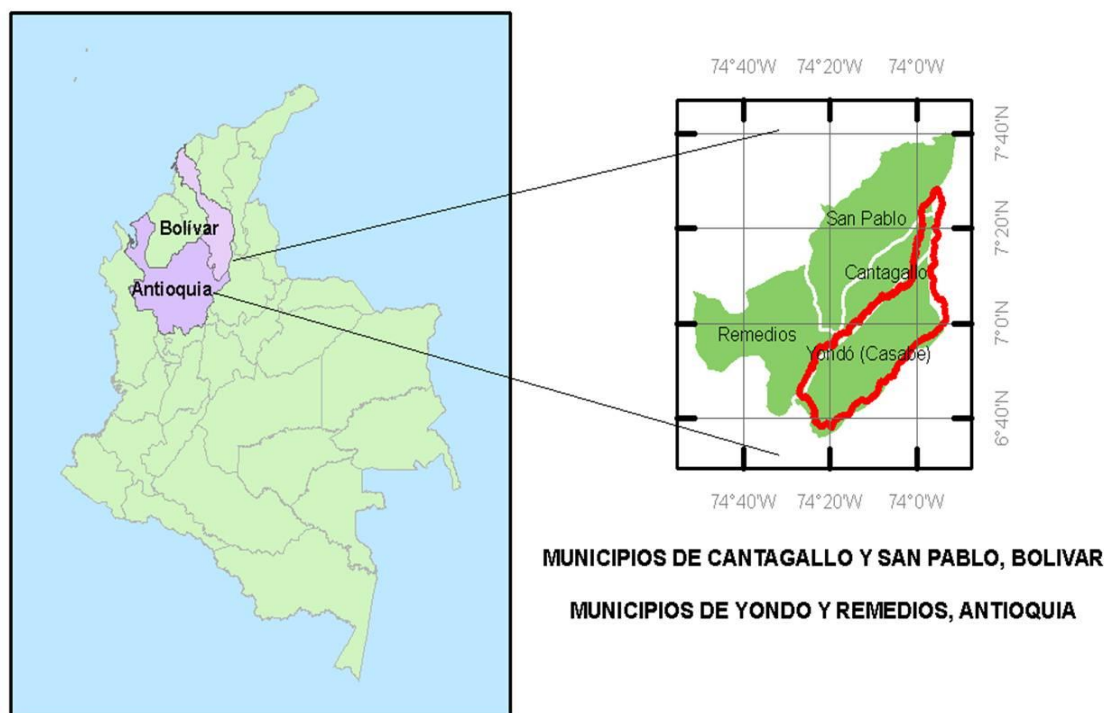 Bolívar
Antioquia
74°40'W 74°20'W 74°0'W
7°40'N
San Pablo
7°20'N
Cantagallo
Remedios
7°0'N
Yondó (Casabe)
6°40'N
74°40'W 74°20'W 74°0'W
MUNICIPIOS DE CANTAGALLO Y SAN PABLO, BOLIVAR
MUNICIPIOS DE YONDO Y REMEDIOS, ANTIOQUIA